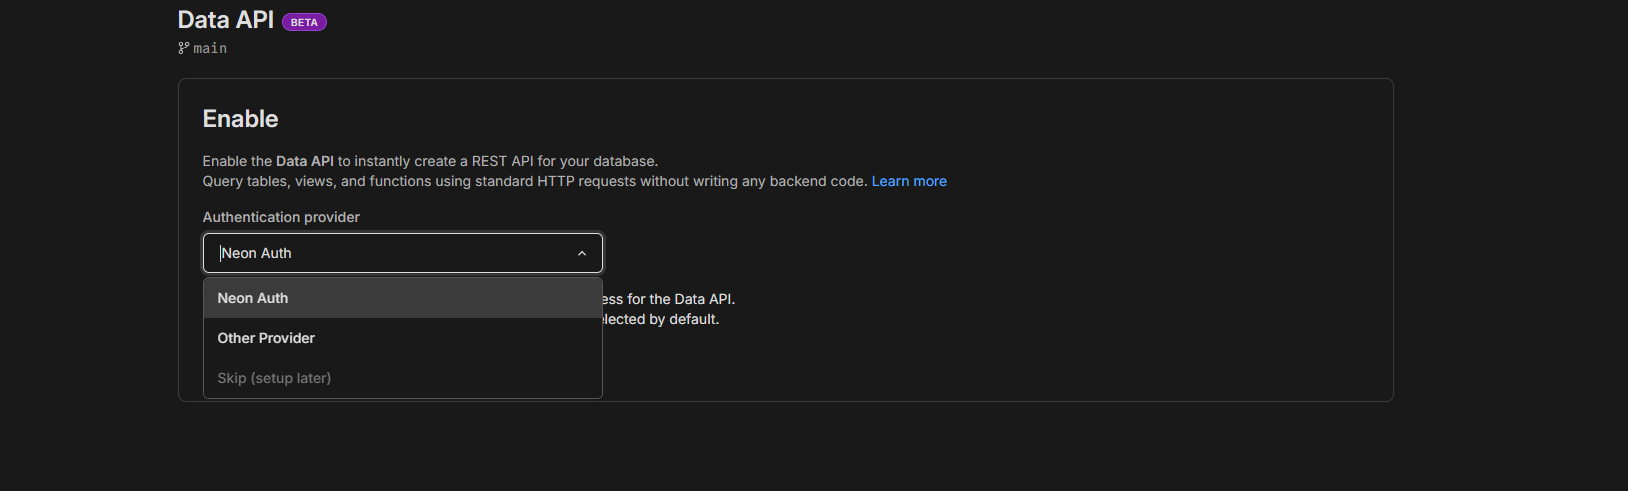 Data API BETA
main
Enable
Enable the Data API to instantly create a REST API for your database.
Query tables, views, and functions using standard HTTP requests without writing any backend code. Learn more
Authentication provider
Neon Auth
Neon Auth
for the Data API.
Other Provider
by default.
Skip (setup later)